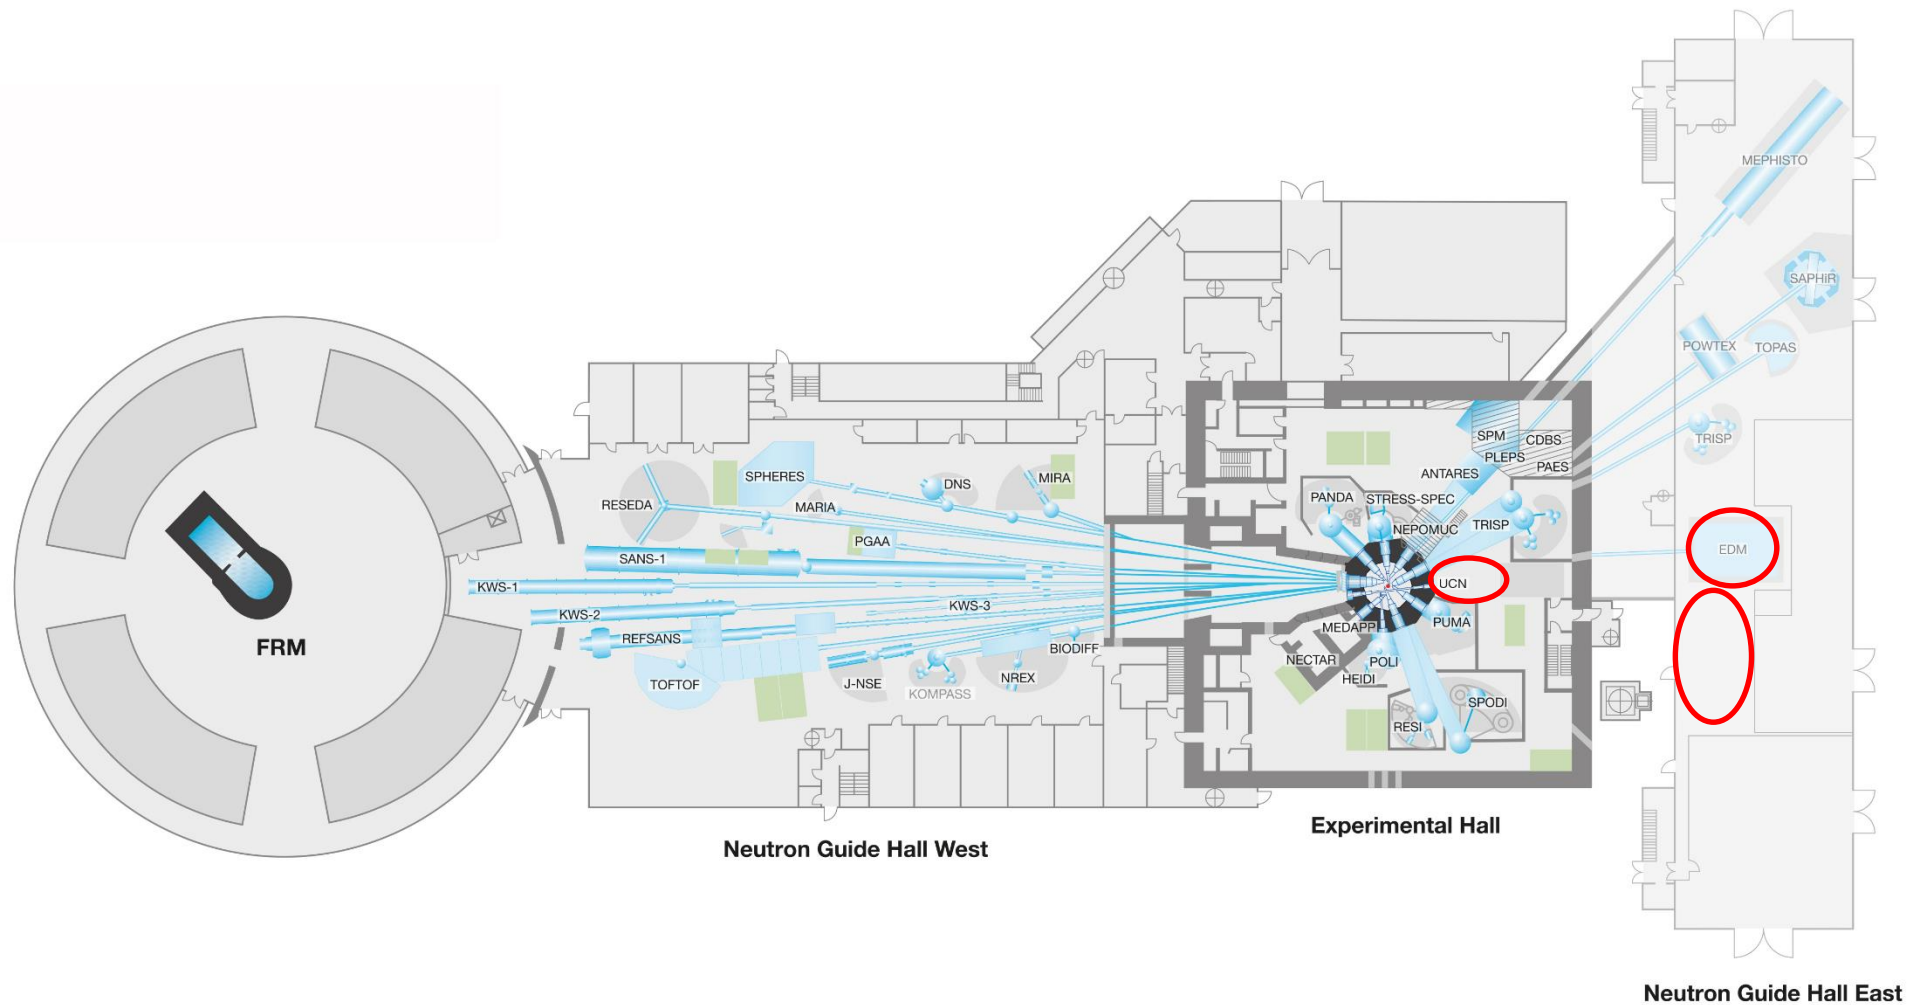 MEPHISTO
SAPHiR
POWTEX
TOPAS
TRISP
EDM
SPM
CDBS
PLEPS
PAES
ANTARES
PANDA
STRESS-SPEC
NEPOMUC
TRISP
UCN
PUMA
MEDAPP
NECTAR
POLI
HEIDI
SPODI
RESI
SPHERES
DNS
MIRA
RESEDA
MARIA
PGAA
SANS-1
KWS-1
KWS-2
KWS-3
REFSANS
BIODIFF
TOFTOF
J-NSE
KOMPASS
NREX
FRM
Neutron Guide Hall West
Experimental Hall
Neutron Guide Hall East